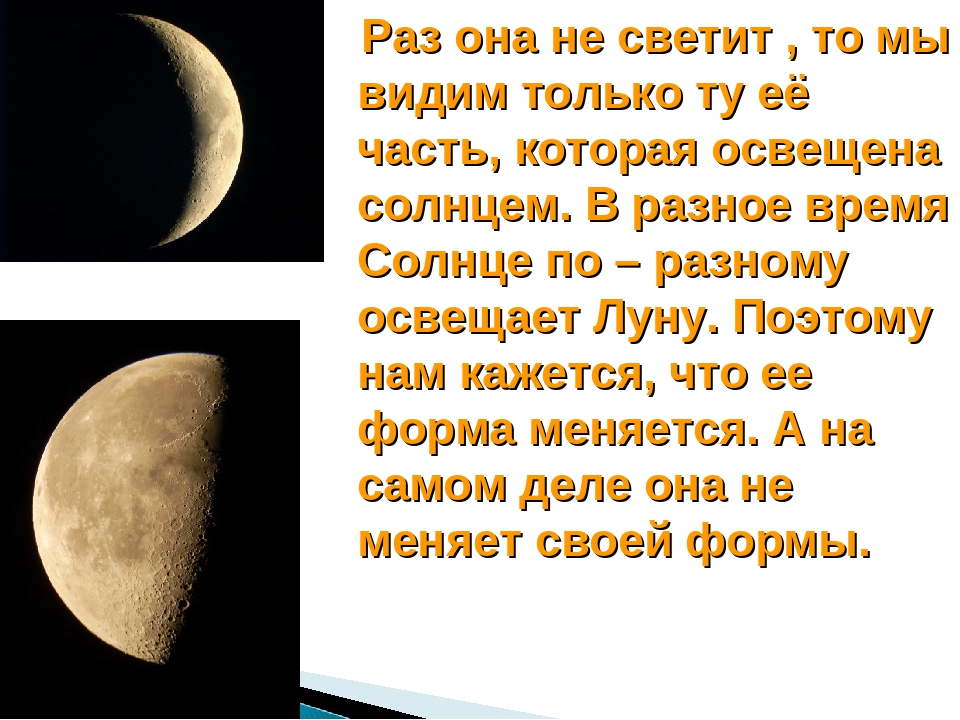 Раз она не светит , то мы
видим только ту её
часть, которая освещена
солнцем. В разное время
Солнце по – разному
освещает Луну. Поэтому
нам кажется, что ее
форма меняется. А на
самом деле она не
меняет своей формы.